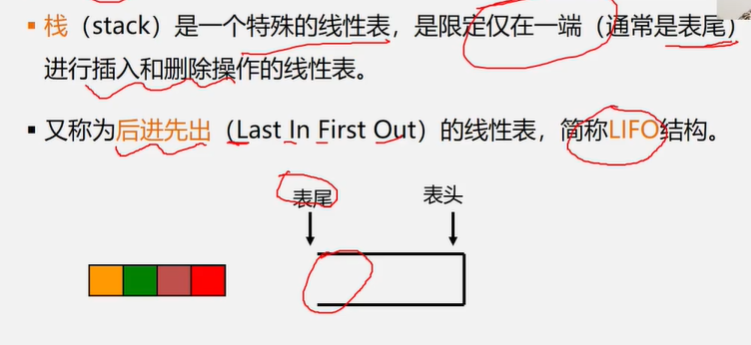 ▪ 栈（stack）是一个特殊的线性表，是限定仅在一端（通常是表尾）
进行插入和删除操作的线性表。
▪ 又称为后进先出（Last In First Out）的线性表，简称LIFO结构。
表尾 表头